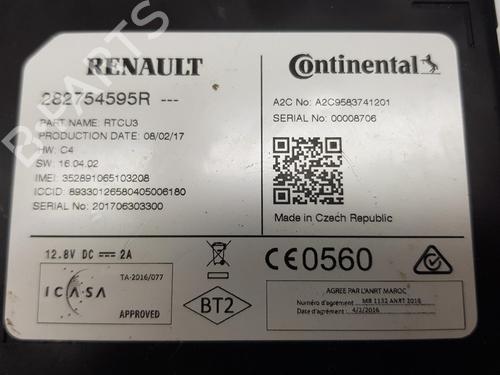 RENAULT
282754595R ---
PART NAME: RTCU3
PRODUCTION DATE: 08/02/17
HW: C4
SW: 16.04.02
IMEI: 352891065103208
ICCID: 89330126580405006180
SERIAL NO: 201706303300
Continental
A2C No: A2C9583741201
SERIAL NO: 00008706
Made in Czech Republic
12.8V DC 2A
TA-2016/077
ICASA
APPROVED
BT2
CE0560
AGREE PAR L'ANRT MAROC
Numéro d'agrément: MR 1132 ANRT 2016
Date d'agrément: 4/2/2016
B PARTS